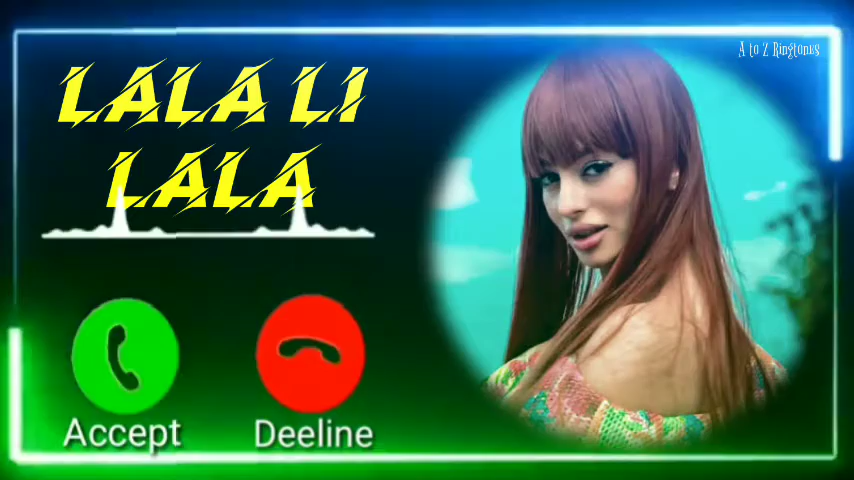 A to Z Ringtones
LALA LI
LALA
Accept Deeline